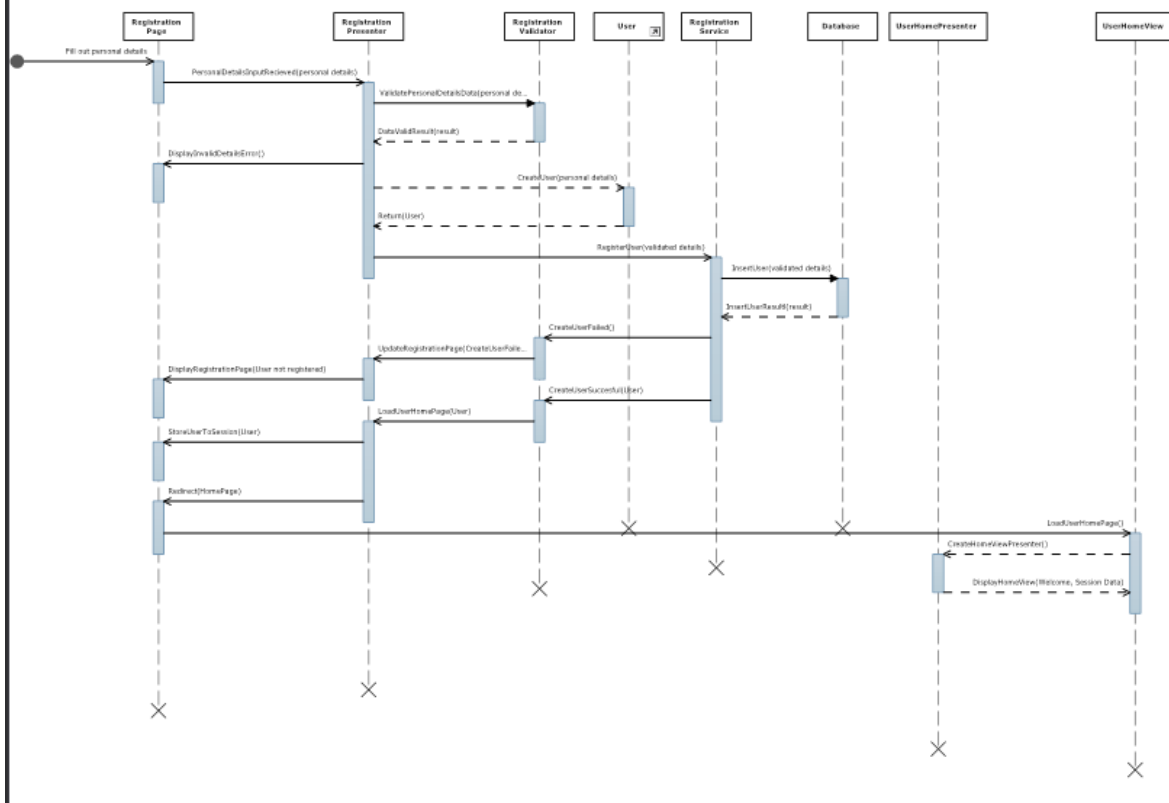 Registration
Page
Registration
Presenter
Registration
Validator
User
Registration
Service
Database
UserHomePresenter
UserHomeView
Fill out personal details
PersonalDetailsInputRecieved(personal details)
ValidatePersonalDetailsData(personal de...
DataValidResult(result)
DisplayInvalidDetailsError()
CreateUser(personal details)
Return(User)
RegisterUser(validated details)
InsertUser(validated details)
InsertUserResult(result)
CreateUserFailed()
UpdateRegistrationPage(CreateUserFaile...
DisplayRegistrationPage(User not registered)
CreateUserSuccesful(User)
LoadUserHomePage(User)
StoreUserToSession(User)
Redirect(HomePage)
LoadUserHomePage()
CreateHomeViewPresenter()
DisplayHomeView(Welcome, Session Data)